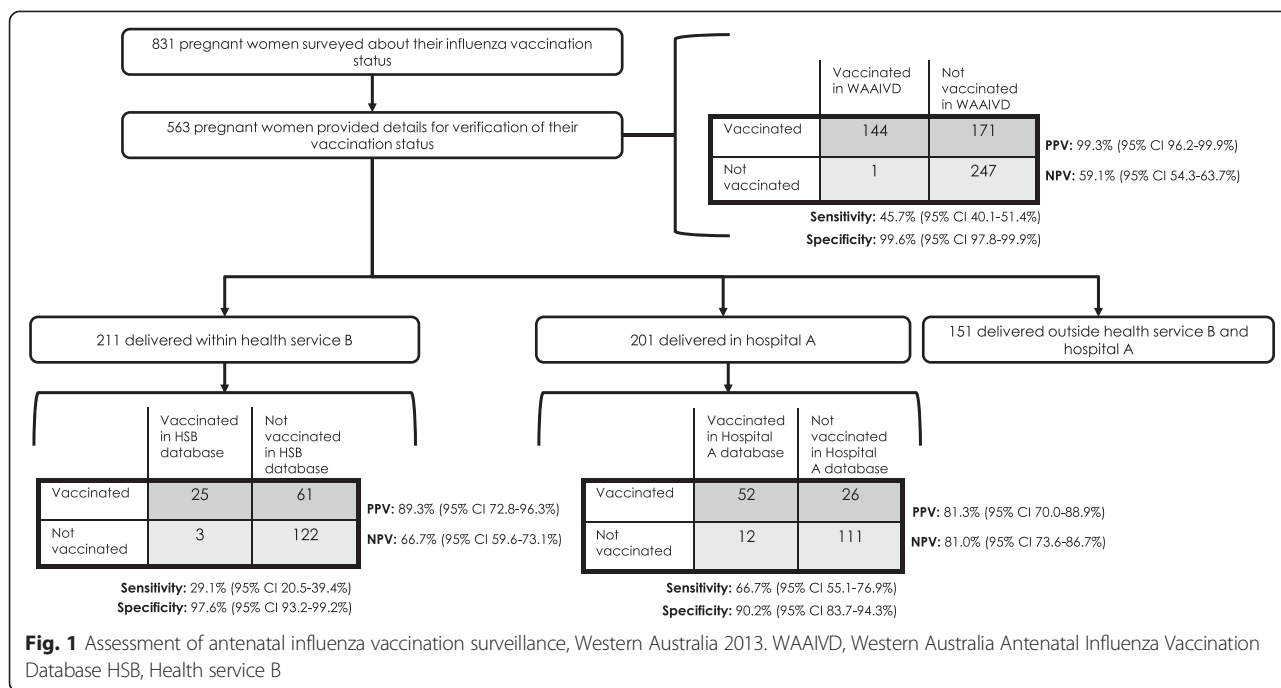 831 pregnant women surveyed about their influenza vaccination
status
563 pregnant women provided details for verification of their
vaccination status
Vaccinated
in WAAIVD
Not
vaccinated
in WAAIVD
Vaccinated
144
171
PPV: 99.3% (95% CI 96.2-99.9%)
Not
vaccinated
1
247
NPV: 59.1% (95% CI 54.3-63.7%)
Sensitivity: 45.7% (95% CI 40.1-51.4%)
Specificity: 99.6% (95% CI 97.8-99.9%)
211 delivered within health service B
201 delivered in hospital A
151 delivered outside health service B and
hospital A
Vaccinated
in HSB
database
Not
vaccinated
in HSB
database
Vaccinated
25
61
PPV: 89.3% (95% CI 72.8-96.3%)
Not
vaccinated
3
122
NPV: 66.7% (95% CI 59.6-73.1%)
Sensitivity: 29.1% (95% CI 20.5-39.4%)
Specificity: 97.6% (95% CI 93.2-99.2%)
Vaccinated
in Hospital
A database
Not
vaccinated
in Hospital
A database
Vaccinated
52
26
PPV: 81.3% (95% CI 70.0-88.9%)
Not
vaccinated
12
111
NPV: 81.0% (95% CI 73.6-86.7%)
Sensitivity: 66.7% (95% CI 55.1-76.9%)
Specificity: 90.2% (95% CI 83.7-94.3%)
Fig. 1 Assessment of antenatal influenza vaccination surveillance, Western Australia 2013. WAAIVD, Western Australia Antenatal Influenza Vaccination
Database HSB, Health service B